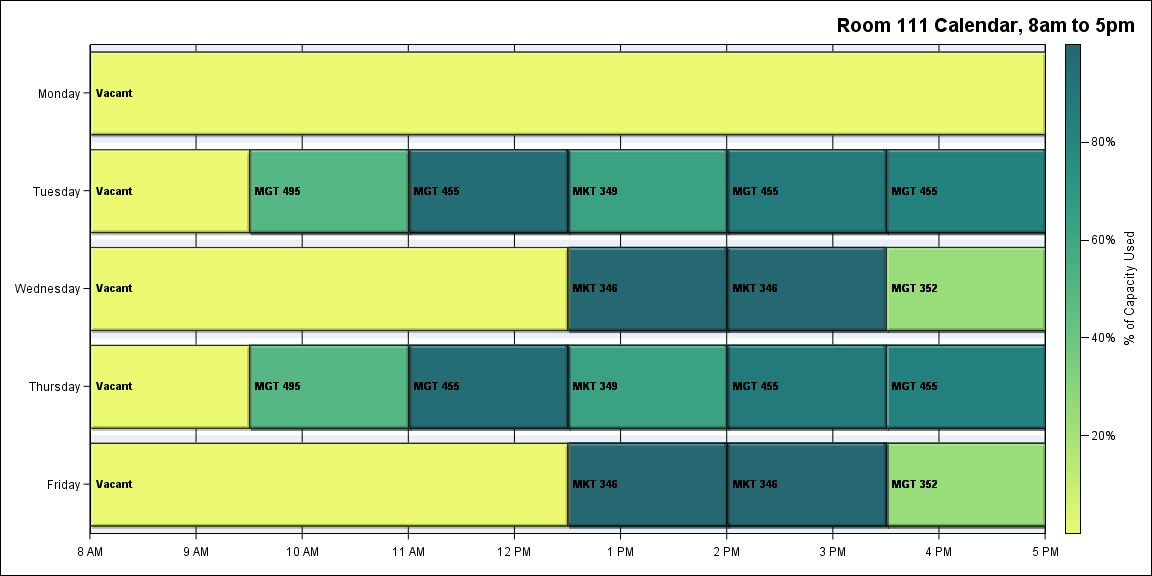 Room 111 Calendar, 8am to 5pm
Monday
Vacant
Tuesday
Vacant
MGT 495
MGT 455
MKT 349
MGT 455
MGT 455
Wednesday
Vacant
MKT 346
MKT 346
MGT 352
Thursday
Vacant
MGT 495
MGT 455
MKT 349
MGT 455
MGT 455
Friday
Vacant
MKT 346
MKT 346
MGT 352
8 AM
9 AM
10 AM
11 AM
12 PM
1 PM
2 PM
3 PM
4 PM
5 PM
80%
60%
40%
20%
% of Capacity Used